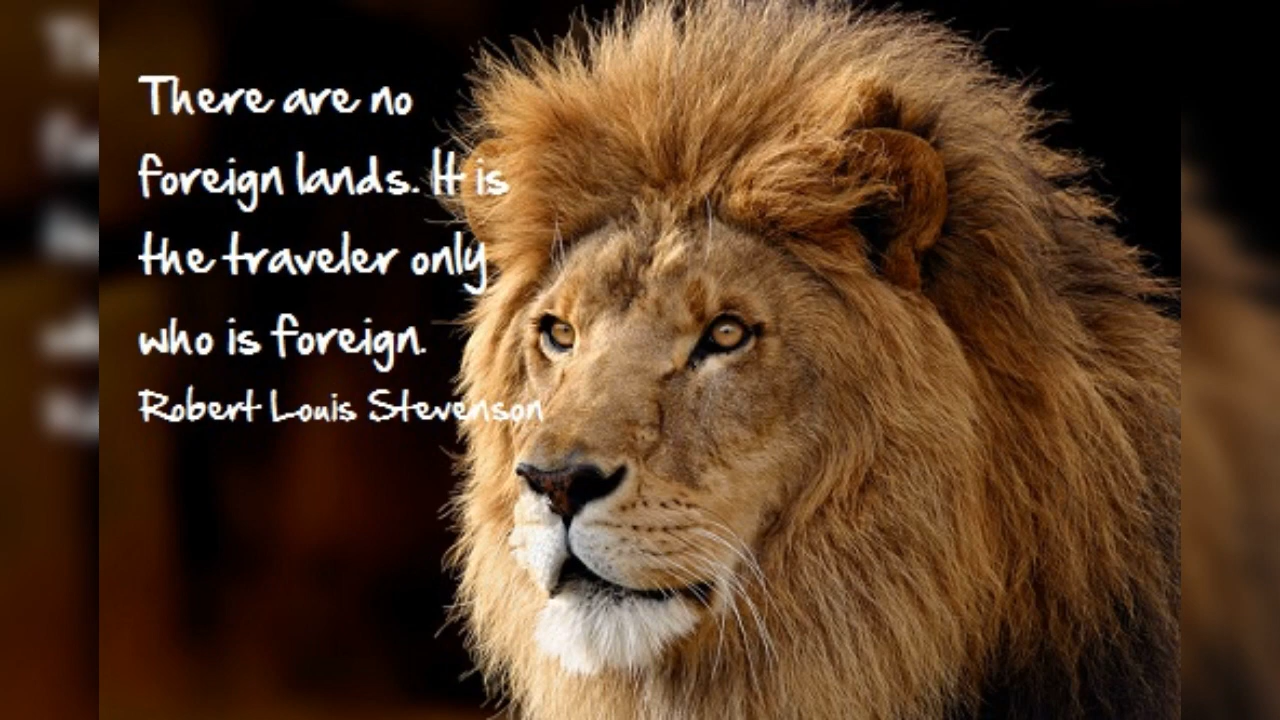 There are no
foreign lands. It is
the traveler only
who is foreign.
Robert Louis Stevenson